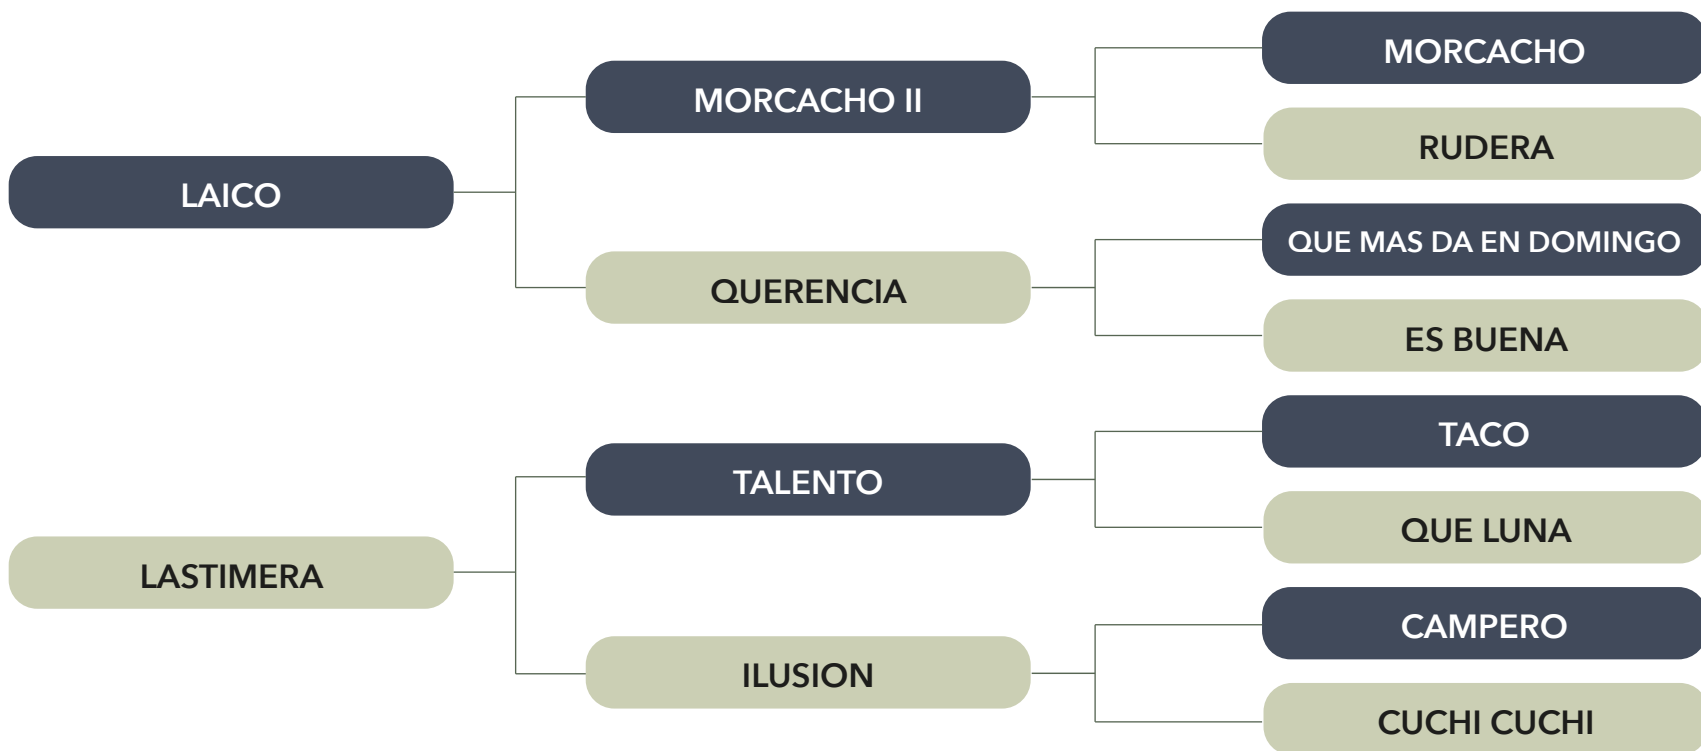 MORCACHO
MORCACHO II
RUDERA
LAICO
QUE MAS DA EN DOMINGO
QUERENCIA
ES BUENA
TACO
TALENTO
QUE LUNA
LASTIMERA
CAMPERO
ILUSION
CUCHI CUCHI